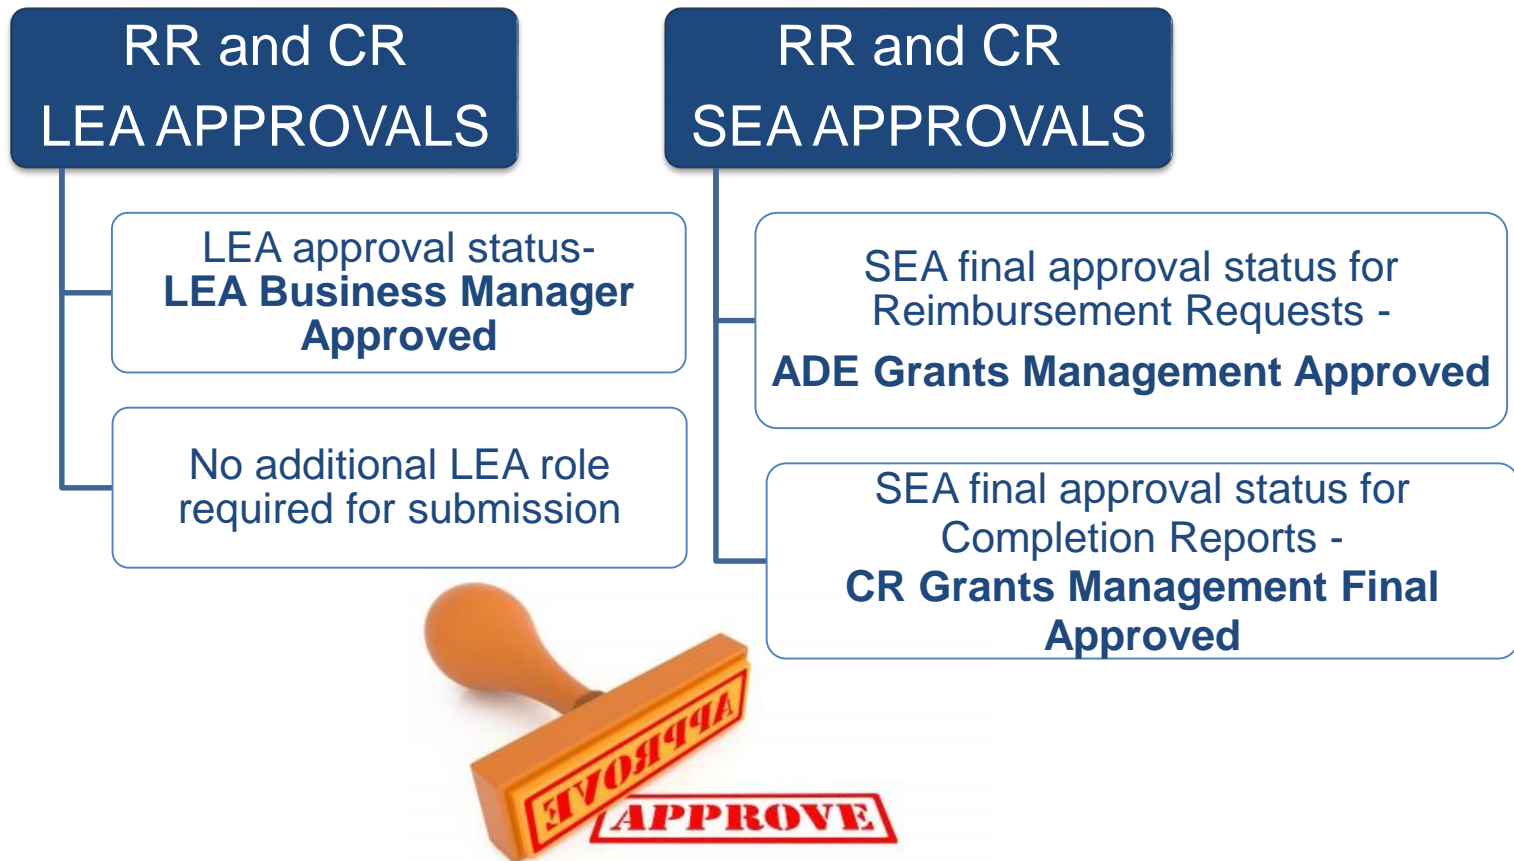 RR and CR
LEA APPROVALS
LEA approval status-
LEA Business Manager
Approved
No additional LEA role
required for submission
RR and CR
SEA APPROVALS
SEA final approval status for
Reimbursement Requests -
ADE Grants Management Approved
SEA final approval status for
Completion Reports -
CR Grants Management Final
Approved
APPROVE
APPROVE